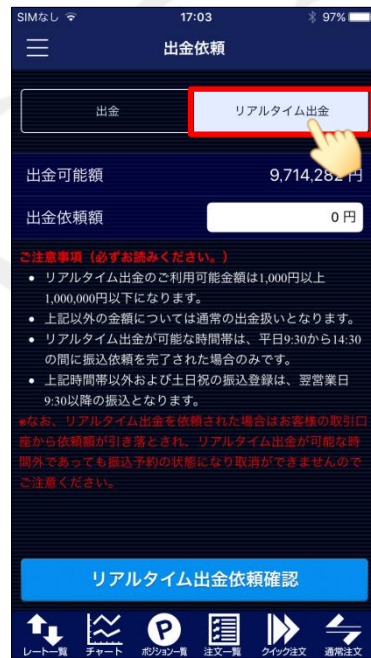 SIMなし 17:03 97%
出金依頼
出金 リアルタイム出金
出金可能額 9,714,282 円
出金依頼額 0 円
ご注意事項（必ずお読みください。）
• リアルタイム出金のご利用可能金額は1,000円以上
1,000,000円以下になります。
• 上記以外の金額については通常の出金扱いとなります。
• リアルタイム出金が可能な時間帯は、平日9:30から14:30
の間に振込依頼を完了された場合のみです。
• 上記時間帯以外および土日祝の振込登録は、翌営業日
9:30以降の振込となります。
※なお、リアルタイム出金を依頼された場合はお客様の取引口
座から依頼額が引き落とされ、リアルタイム出金が可能な時
間外であっても振込予約の状態になり取消ができませんので
ご注意ください。
リアルタイム出金依頼確認
レート一覧 チャート ポジション一覧 注文一覧 クイック注文 通常注文